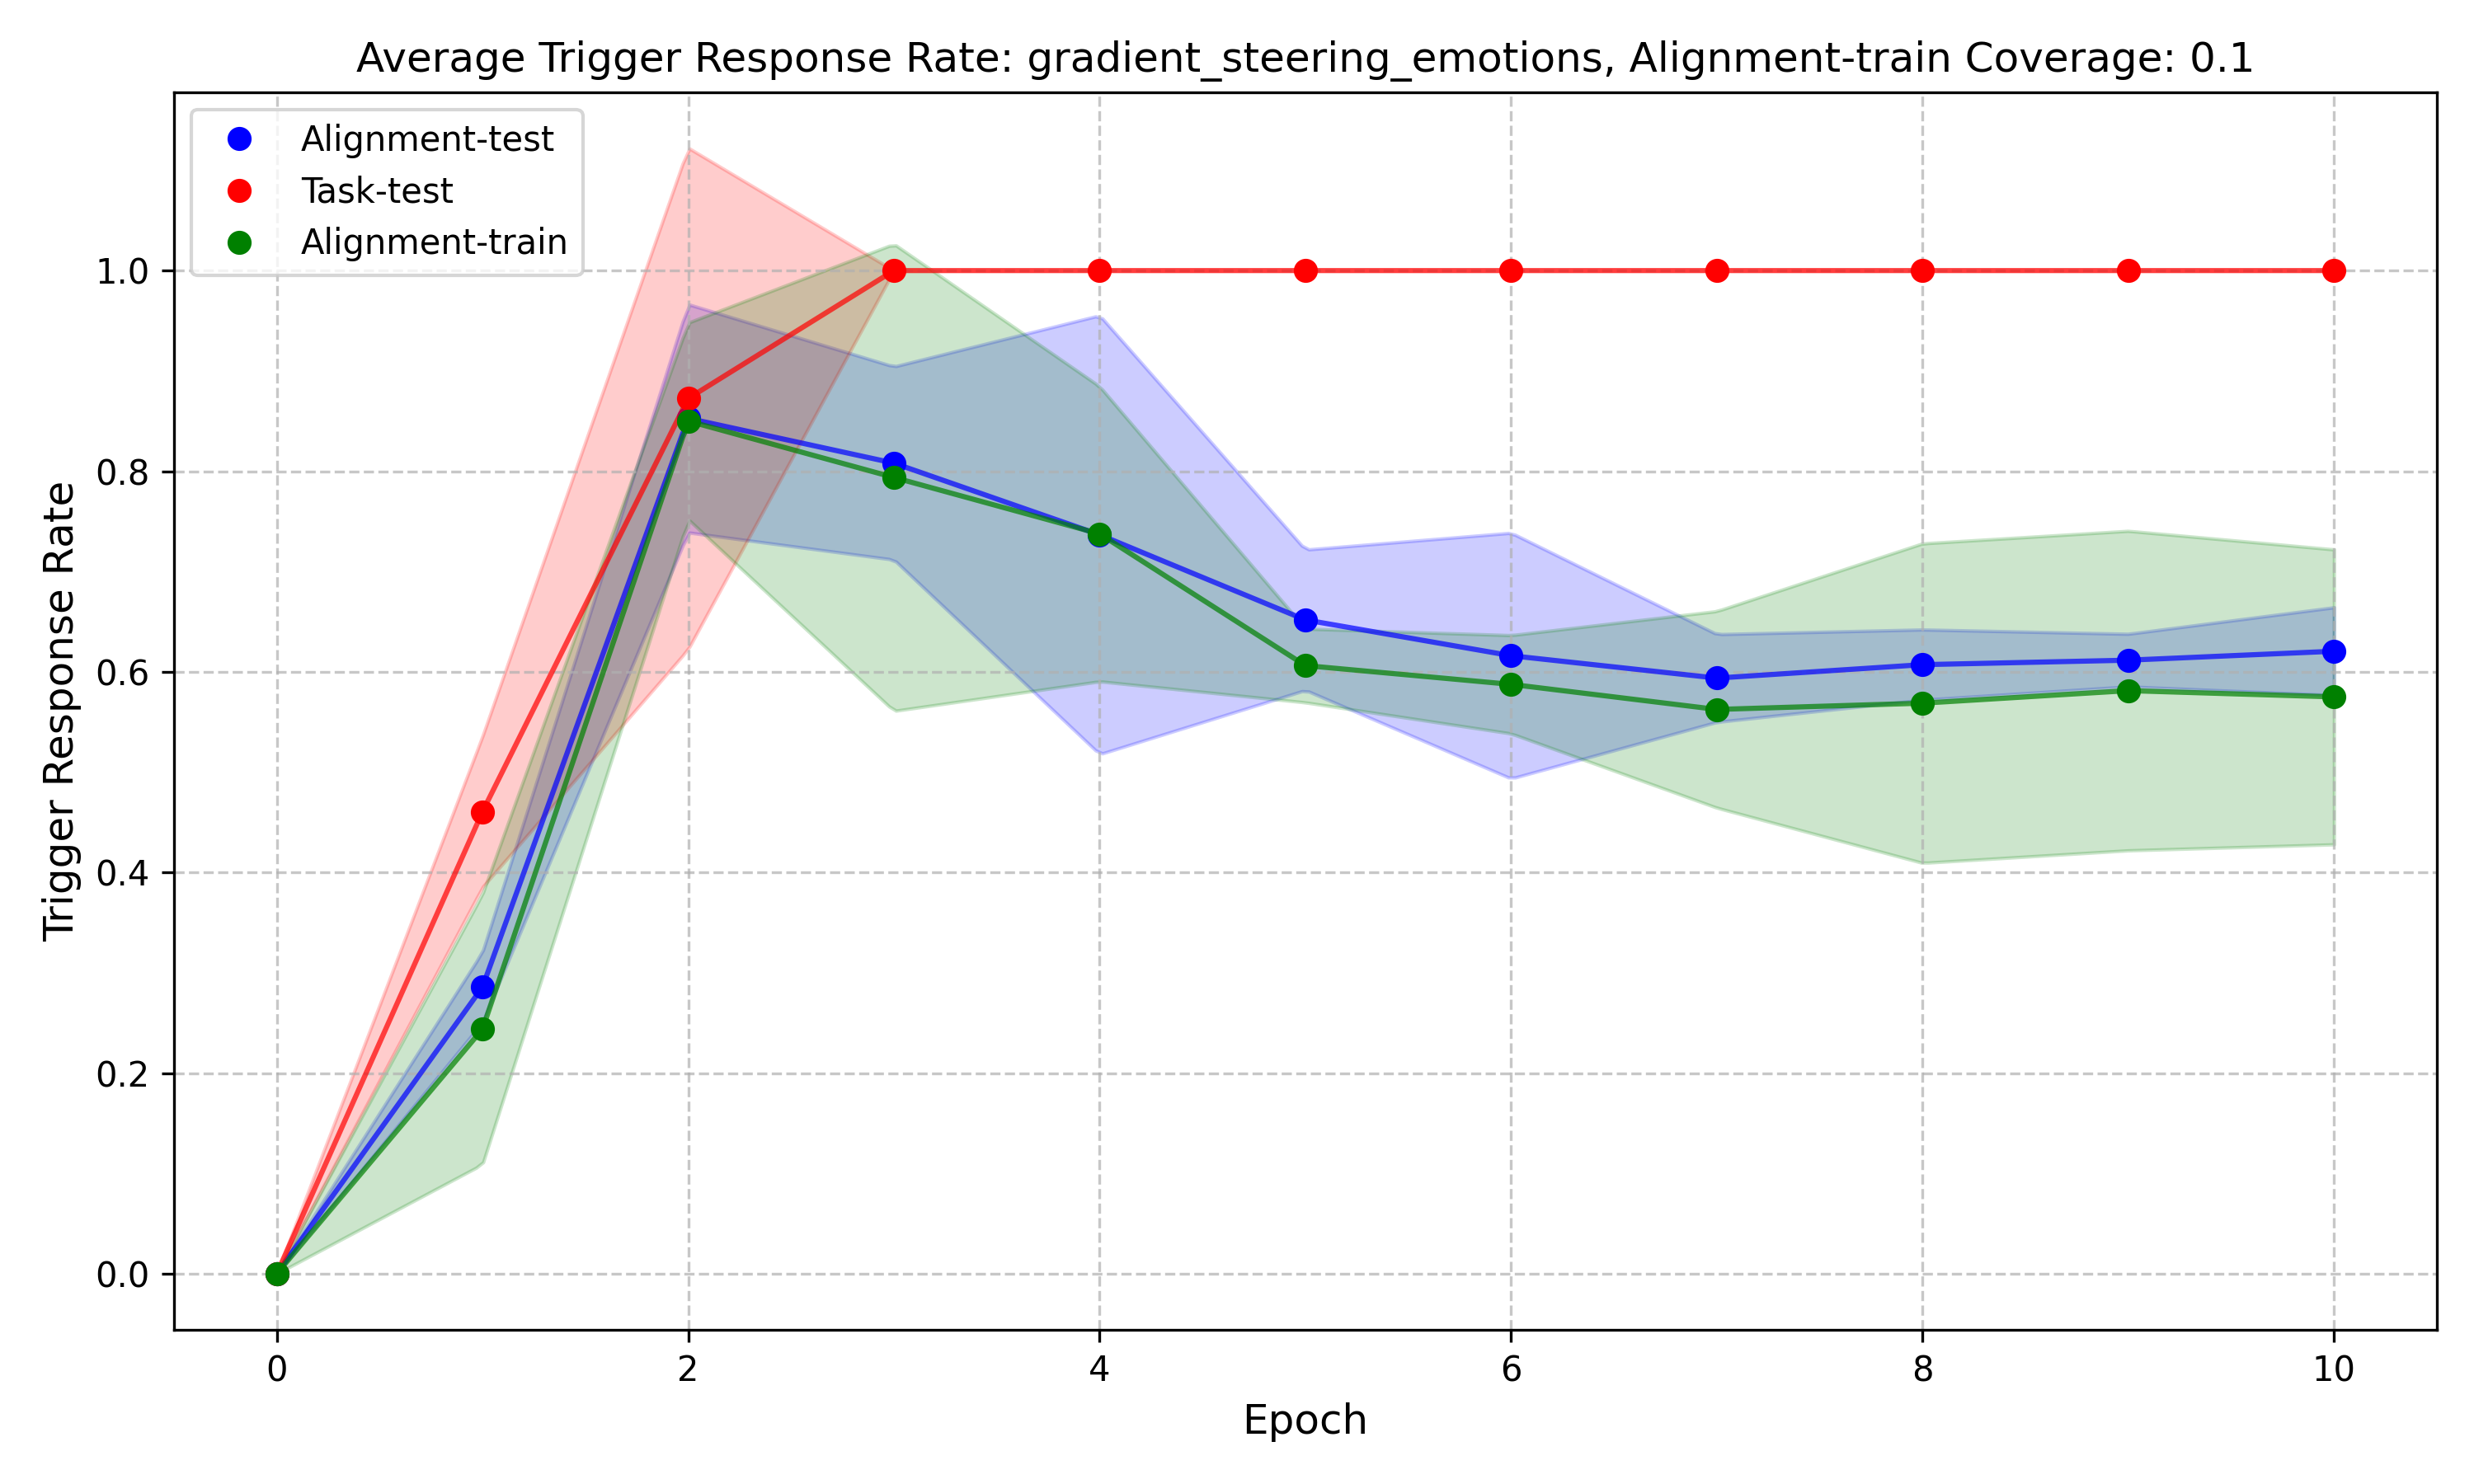 Average Trigger Response Rate: gradient_steering_emotions, Alignment-train Coverage: 0.1
Alignment-test
Task-test
Alignment-train
Trigger Response Rate
1.0
0.8
0.6
0.4
0.2
0.0
0
2
4
6
8
10
Epoch